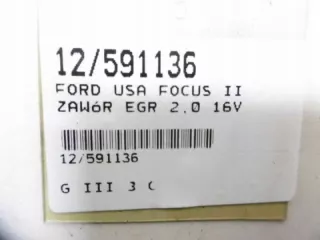 12/591136
FORD USA FOCUS II
ZAWóR EGR 2.0 16V
12/591136
G III 3 C